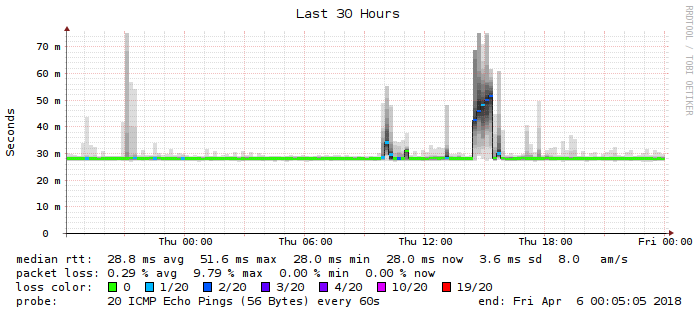 Last 30 Hours
RRDTOOL / TOBI OETIKER
Seconds
70 m
60 m
50 m
40 m
30 m
20 m
10 m
0
Thu 00:00 Thu 06:00 Thu 12:00 Thu 18:00 Fri 00:00
median rtt: 28.8 ms avg 51.6 ms max 28.0 ms min 28.0 ms now 3.6 ms sd 8.0 am/s
packet loss: 0.29 % avg 9.79 % max 0.00 % min 0.00 % now
loss color: 0 1/20 2/20 3/20 4/20 10/20 19/20
probe: 20 ICMP Echo Pings (56 Bytes) every 60s end: Fri Apr 6 00:05:05 2018